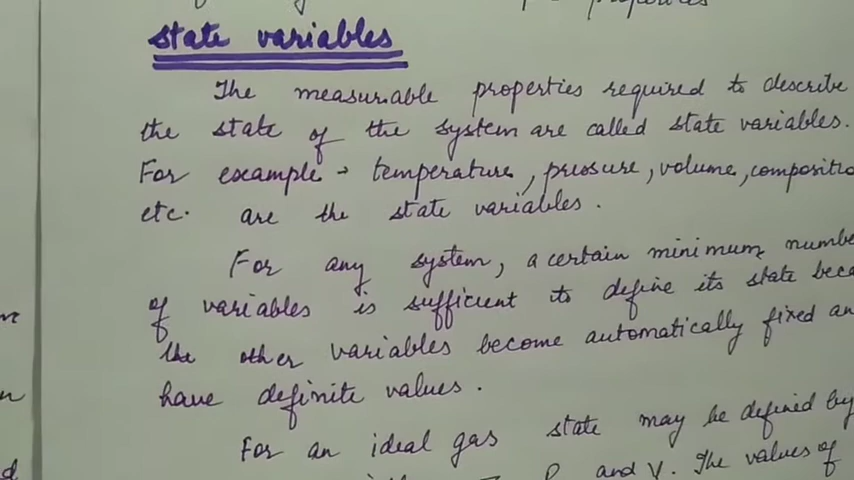 properties
state variables
The measurable properties required to describe
the state of the system are called state variables.
For example → temperature, pressure, volume, compositio
etc. are the state variables.
For any system, a certain minimum numbe
of variables is sufficient to define its state beca
the other variables become automatically fixed an
have definite values.
For an ideal gas state may be defined by
P and V. The values of